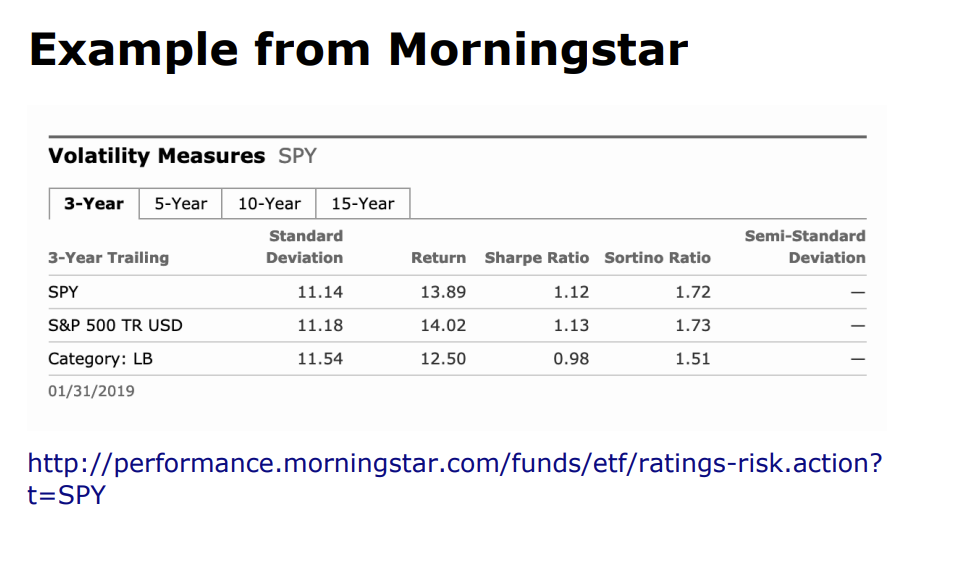 Example from Morningstar
Volatility Measures SPY
3-Year 5-Year 10-Year 15-Year
3-Year Trailing Standard Deviation Return Sharpe Ratio Sortino Ratio Semi-Standard Deviation
SPY 11.14 13.89 1.12 1.72 —
S&P 500 TR USD 11.18 14.02 1.13 1.73 —
Category: LB 11.54 12.50 0.98 1.51 —
01/31/2019
http://performance.morningstar.com/funds/etf/ratings-risk.action?
t=SPY